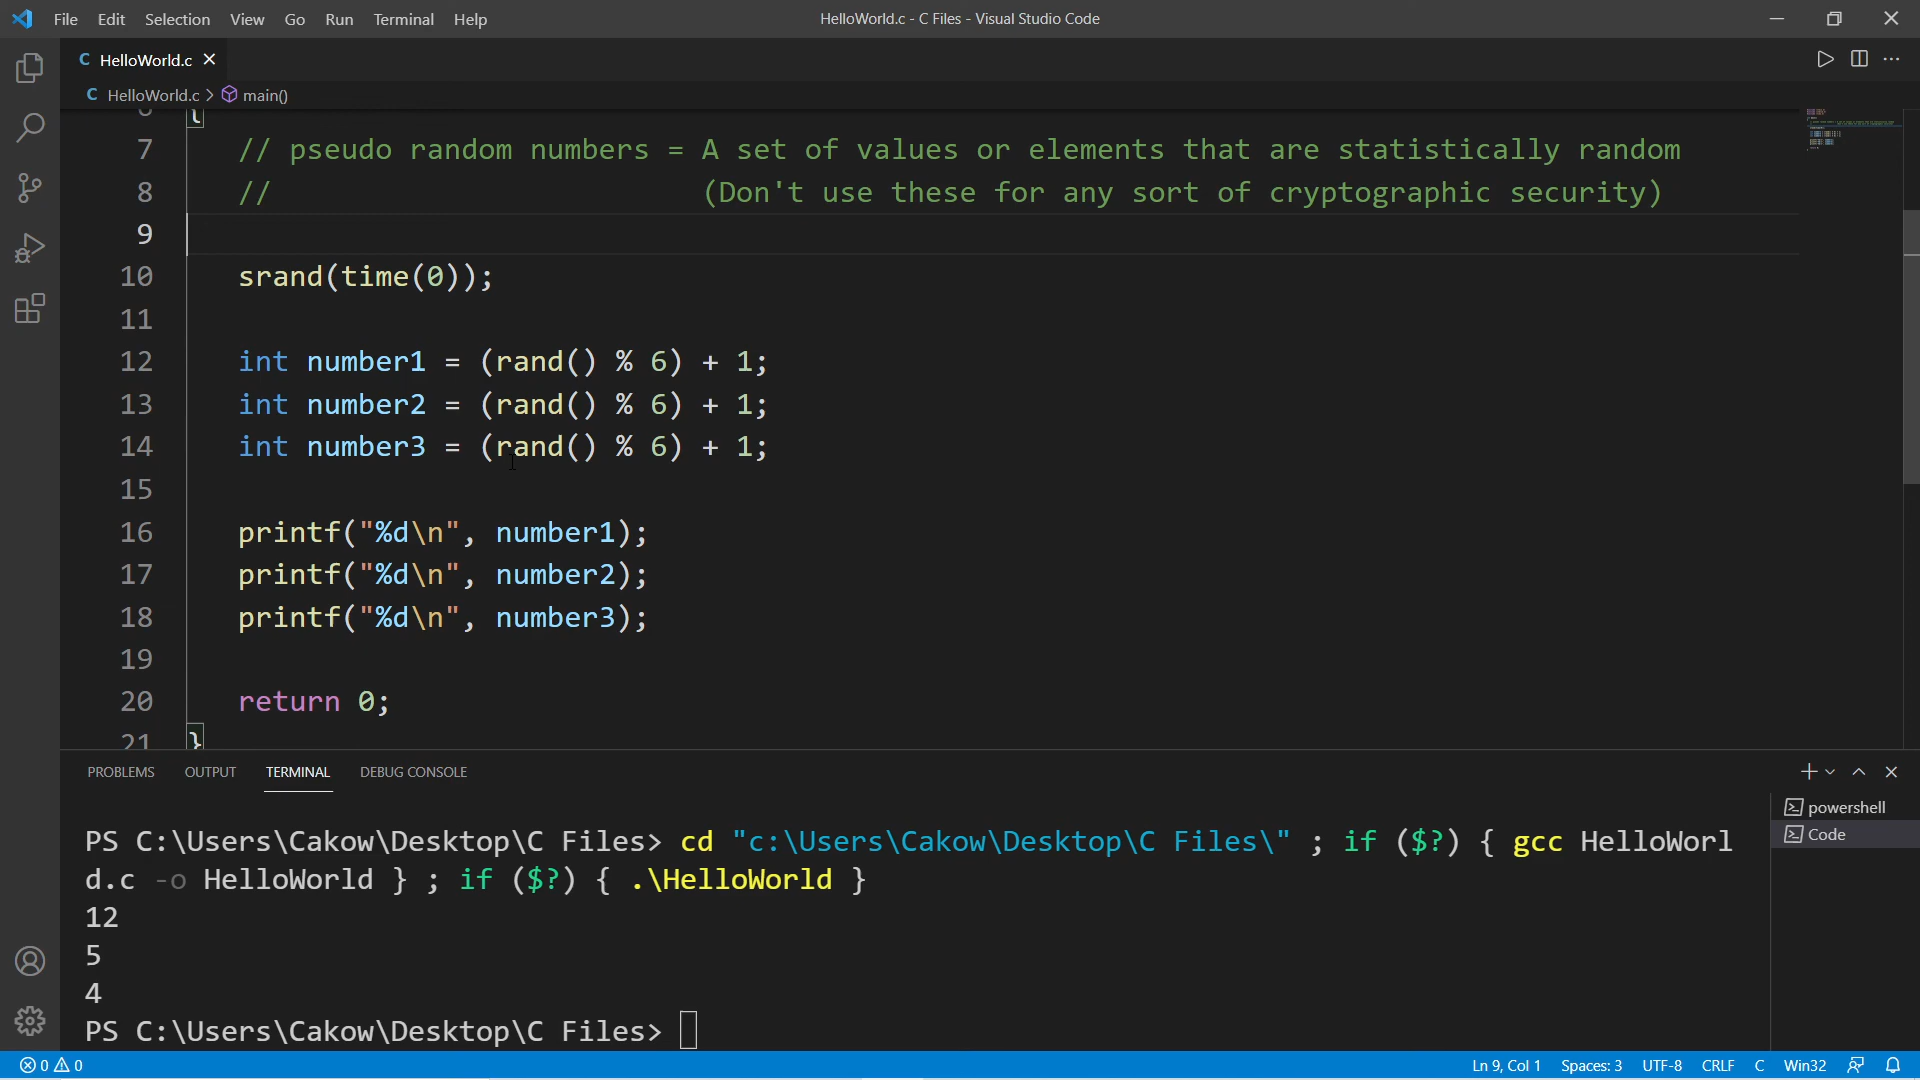 File Edit Selection View Go Run Terminal Help
HelloWorld.c - C Files - Visual Studio Code
C HelloWorld.c
C HelloWorld.c > main()
6 {
7 // pseudo random numbers = A set of values or elements that are statistically random
8 // (Don't use these for any sort of cryptographic security)
9
10 srand(time(0));
11
12 int number1 = (rand() % 6) + 1;
13 int number2 = (rand() % 6) + 1;
14 int number3 = (rand() % 6) + 1;
15
16 printf("%d\n", number1);
17 printf("%d\n", number2);
18 printf("%d\n", number3);
19
20 return 0;
21 }
PROBLEMS OUTPUT TERMINAL DEBUG CONSOLE
powershell
Code
PS C:\Users\Cakow\Desktop\C Files> cd "c:\Users\Cakow\Desktop\C Files\" ; if ($?) { gcc HelloWorl
d.c -o HelloWorld } ; if ($?) { .\HelloWorld }
12
5
4
PS C:\Users\Cakow\Desktop\C Files>
0 0
Ln 9, Col 1 Spaces: 3 UTF-8 CRLF C Win32